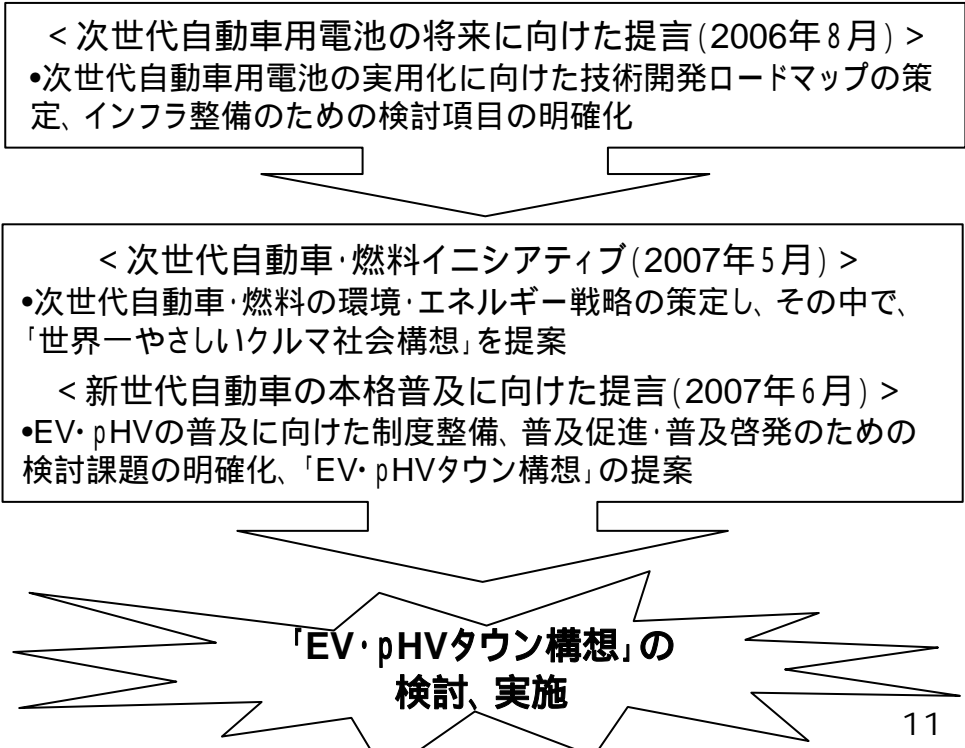 <次世代自動車用電池の将来に向けた提言(2006年8月)>
•次世代自動車用電池の実用化に向けた技術開発ロードマップの策
定、インフラ整備のための検討項目の明確化
<次世代自動車・燃料イニシアティブ(2007年5月)>
•次世代自動車・燃料の環境・エネルギー戦略の策定し、その中で、
「世界一やさしいクルマ社会構想」を提案
<新世代自動車の本格普及に向けた提言(2007年6月)>
•EV・pHVの普及に向けた制度整備、普及促進・普及啓発のための
検討課題の明確化、「EV・pHVタウン構想」の提案
「EV・pHVタウン構想」の
検討、実施
11